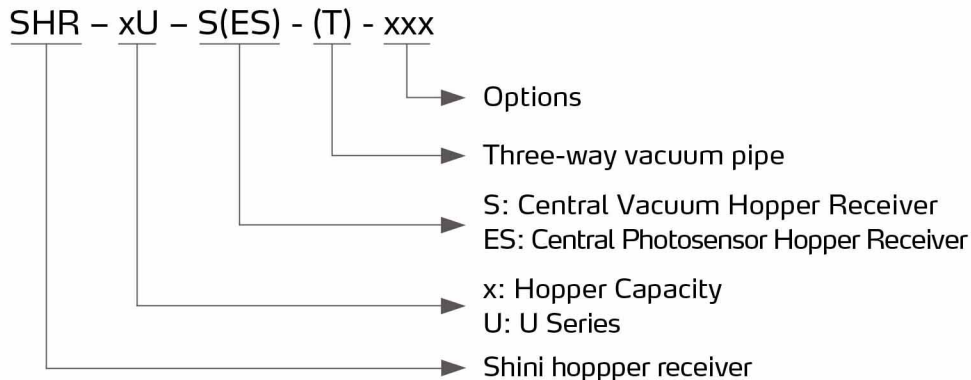 SHR – xU – S(ES) - (T) - xxx
Options
Three-way vacuum pipe
S: Central Vacuum Hopper Receiver
ES: Central Photosensor Hopper Receiver
x: Hopper Capacity
U: U Series
Shini hoppper receiver